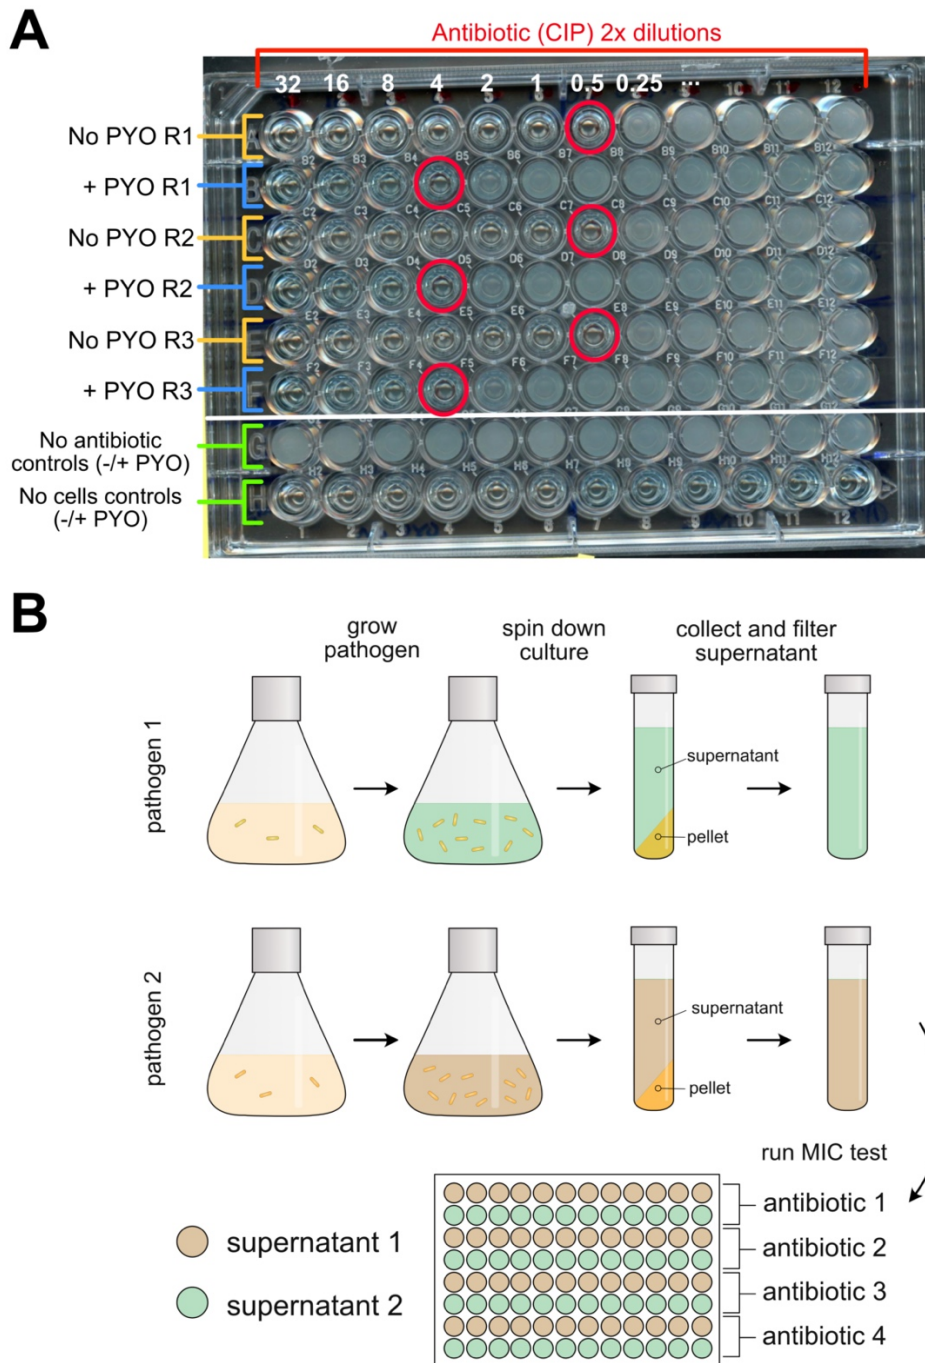 A
Antibiotic (CIP) 2x dilutions
32 16 8 4 2 1 0.5 0.25 ...
No PYO R1
+ PYO R1
No PYO R2
+ PYO R2
No PYO R3
+ PYO R3
No antibiotic
controls (-/+ PYO)
No cells controls
(-/+ PYO)
B
grow
pathogen
spin down
culture
collect and filter
supernatant
pathogen 1
supernatant
pellet
pathogen 2
supernatant
pellet
run MIC test
supernatant 1
supernatant 2
antibiotic 1
antibiotic 2
antibiotic 3
antibiotic 4